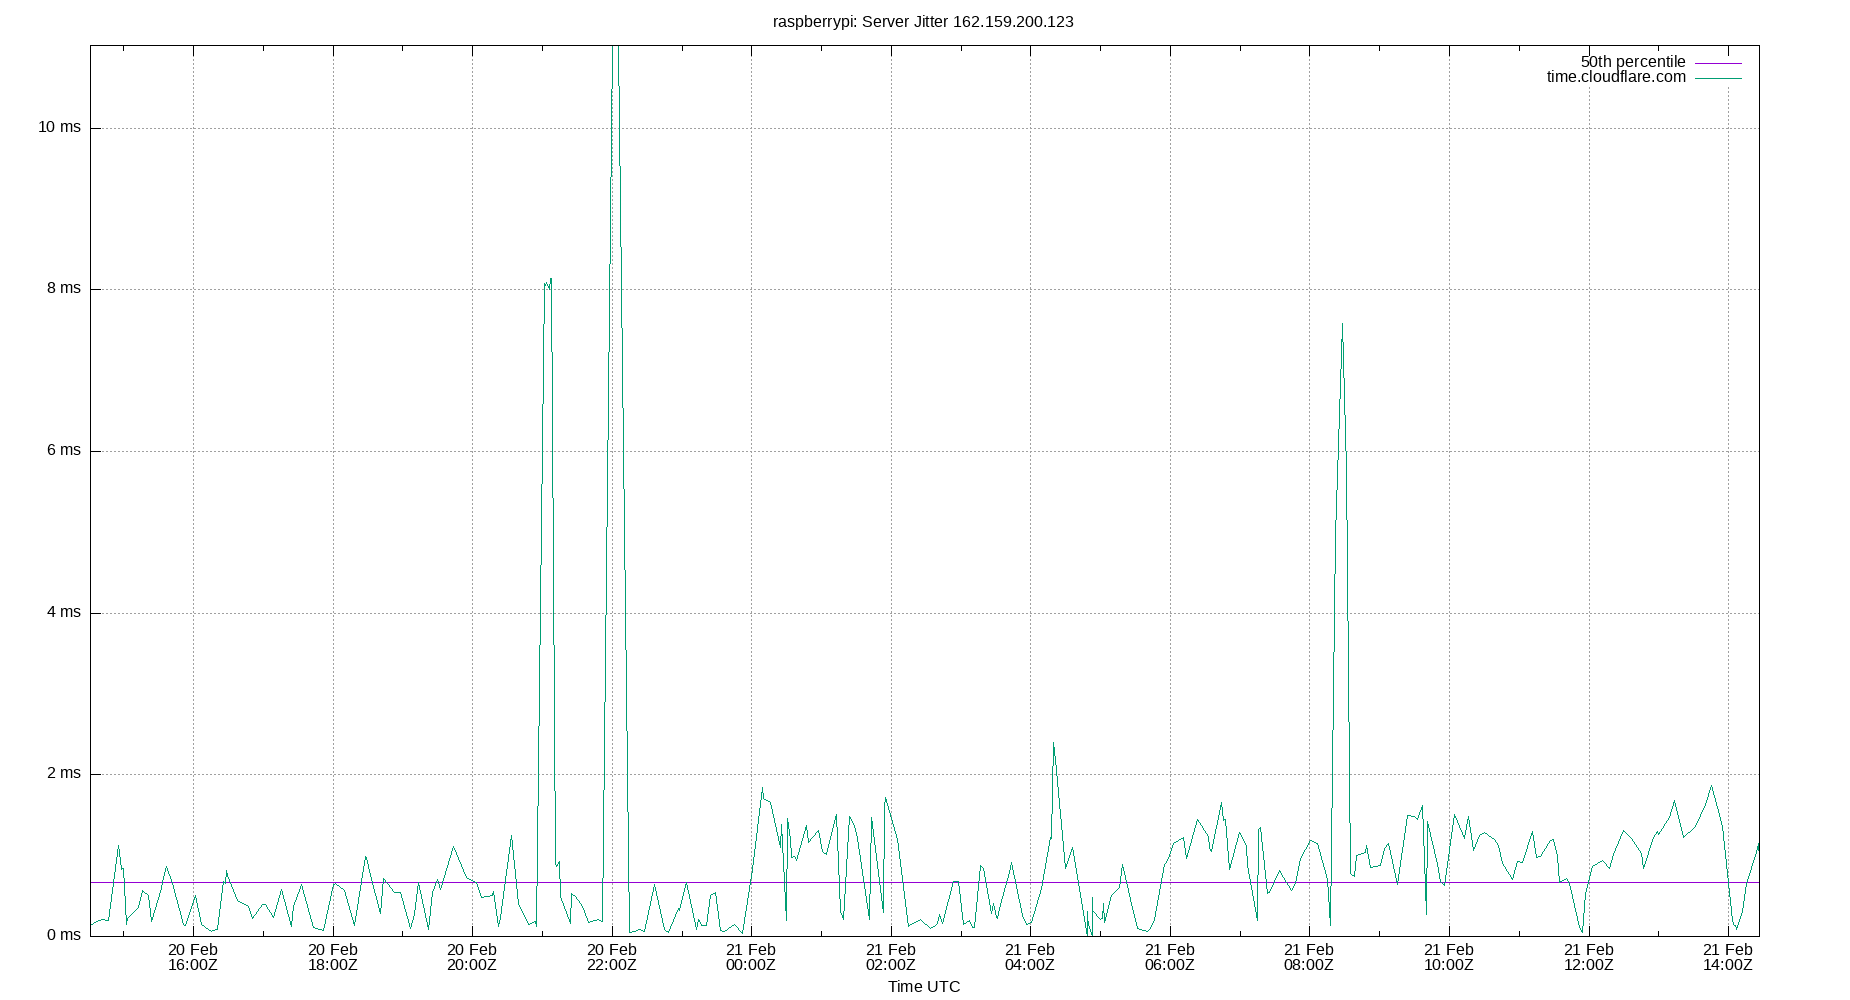 raspberrypi: Server Jitter 162.159.200.123
50th percentile
time.cloudflare.com
10 ms
8 ms
6 ms
4 ms
2 ms
0 ms
20 Feb 20 Feb 20 Feb 20 Feb 21 Feb 21 Feb 21 Feb 21 Feb 21 Feb 21 Feb 21 Feb 21 Feb
16:00Z 18:00Z 20:00Z 22:00Z 00:00Z 02:00Z 04:00Z 06:00Z 08:00Z 10:00Z 12:00Z 14:00Z
Time UTC